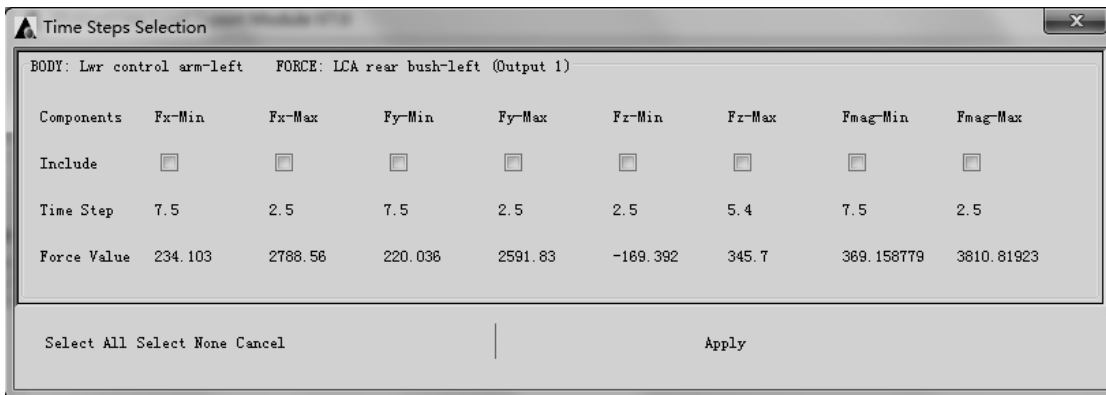 Time Steps Selection
BODY: Lwr control arm-left FORCE: LCA rear bush-left (Output 1)
Components Fx-Min Fx-Max Fy-Min Fy-Max Fz-Min Fz-Max Fmag-Min Fmag-Max
Include
Time Step 7.5 2.5 7.5 2.5 2.5 5.4 7.5 2.5
Force Value 234.103 2788.56 220.036 2591.83 -169.392 345.7 369.158779 3810.81923
Select All Select None Cancel Apply